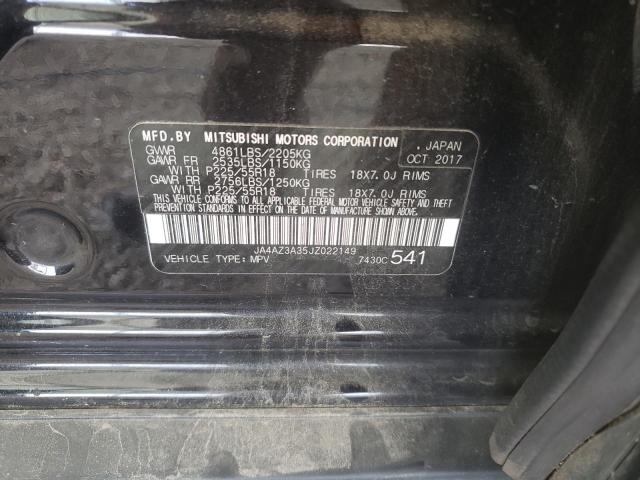 MFD.BY MITSUBISHI MOTORS CORPORATION . JAPAN
GVWR 4861LBS/2205KG OCT 2017
GAWR FR 2535LBS/1150KG
WITH P225/55R18 TIRES 18X7.0J RIMS
GAWR RR 2756LBS/1250KG
WITH P225/55R18 TIRES 18X7.0J RIMS
THIS VEHICLE CONFORMS TO ALL APPLICABLE FEDERAL MOTOR VEHICLE SAFETY AND THEFT
PREVENTION STANDARDS IN EFFECT ON THE DATE OF MANUFACTURE SHOWN ABOVE.
JA4AZ3A35JZ022149
VEHICLE TYPE: MPV 7430C 541